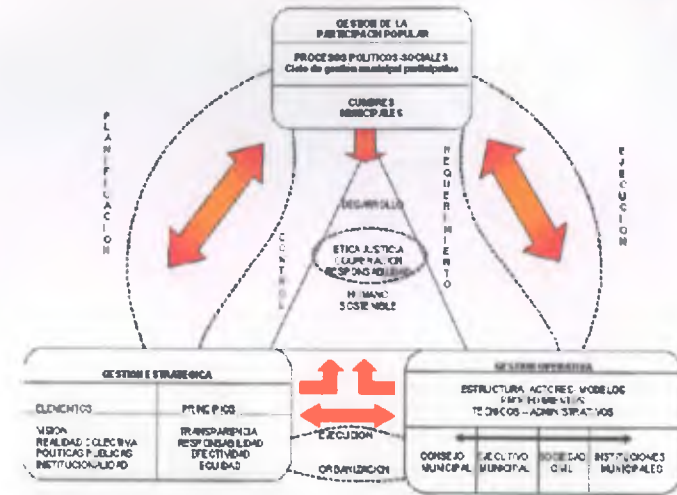 GESTION DE LA
PARTICIPACION POPULAR
PROCESOS POLITICOS-SOCIALES
Ciclo de gestion municipal participativa
CUMBRES
MUNICIPALES
PLANIFICACION
CONTROL
REQUERIMIENTO
EJECUCION
DESARROLLO
ETICA JUSTICIA
COOPERACION
RESPONSABILIDAD
HUMANO
SOSTENIBLE
GESTION ESTRATEGICA
ELEMENTOS
PRINCIPIOS
VISION
REALIDAD COLECTIVA
POLITICAS PUBLICAS
INSTITUCIONALIDAD
TRANSPARENCIA
RESPONSABILIDAD
EFECTIVIDAD
EQUIDAD
EJECUCION
ORGANIZACION
GESTION OPERATIVA
ESTRUCTURA: ACTORES: MODELOS
PROCEDIMIENTOS
TECNICOS - ADMINISTRATIVOS
CONSEJO
MUNICIPAL
EJECUTIVO
MUNICIPAL
SOCIEDAD
CIVIL
INSTITUCIONES
MUNICIPALES